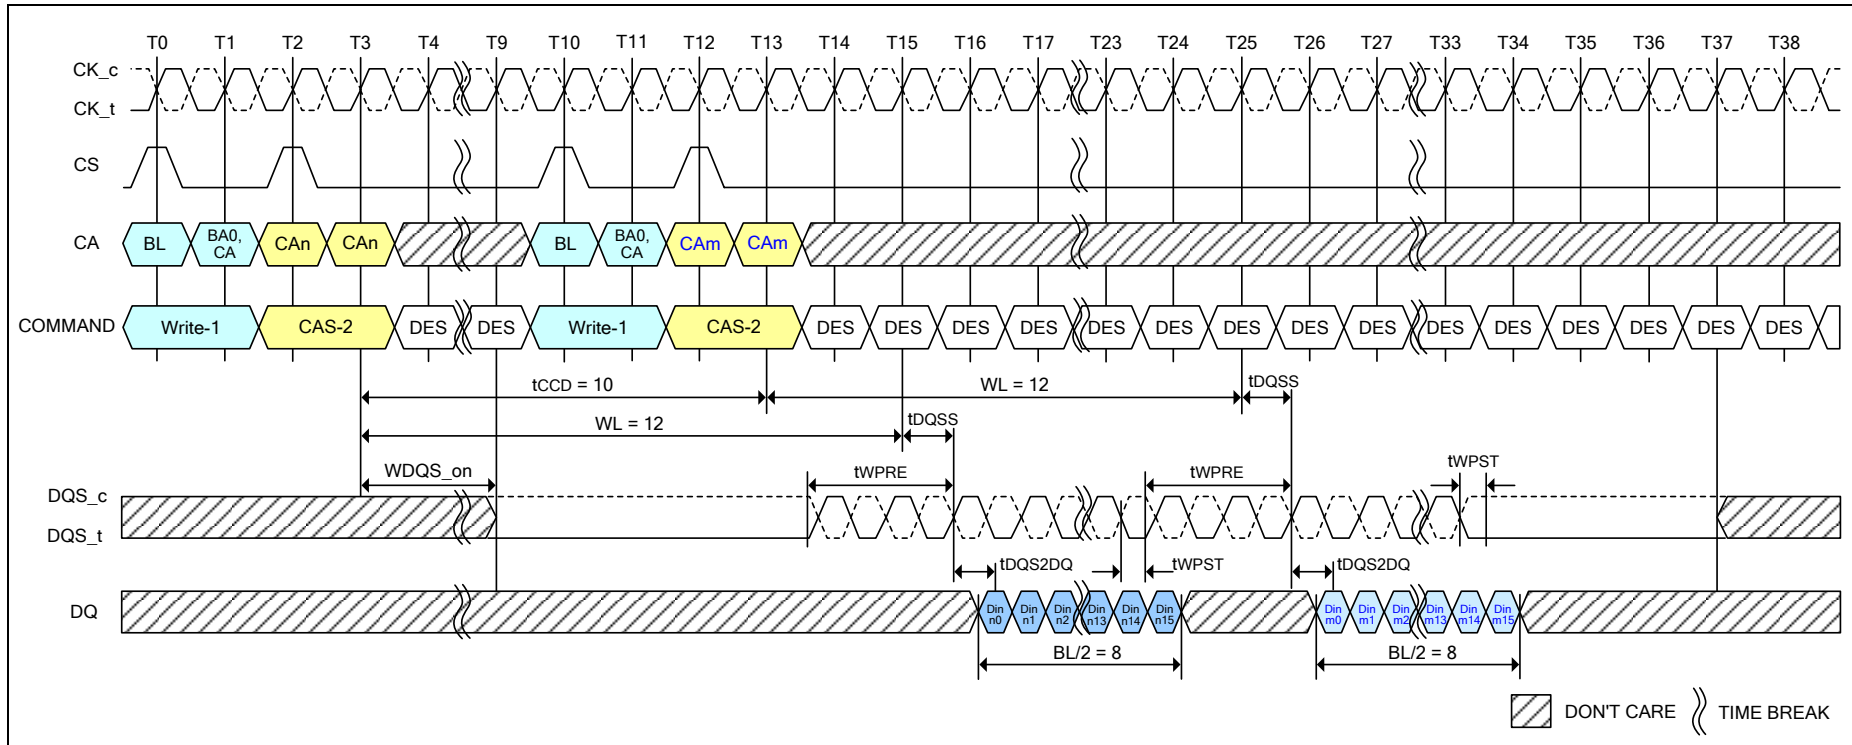 T0 T1 T2 T3 T4 T9 T10 T11 T12 T13 T14 T15 T16 T17 T23 T24 T25 T26 T27 T33 T34 T35 T36 T37 T38
CK_c
CK_t
CS
CA BL BA0, CA CAn CAn BL BA0, CA CAm CAm
COMMAND Write-1 CAS-2 DES DES Write-1 CAS-2 DES DES DES DES DES DES DES DES DES DES DES DES DES DES DES
tCCD = 10 WL = 12 tDQSS
WL = 12 tDQSS
WDQS_on tWPRE tWPRE tWPST
DQS_c
DQS_t
tDQS2DQ tWPST tDQS2DQ
DQ Din n0 Din n1 Din n2 Din n13 Din n14 Din n15 Din m0 Din m1 Din m2 Din m13 Din m14 Din m15
BL/2 = 8 BL/2 = 8
DON'T CARE TIME BREAK